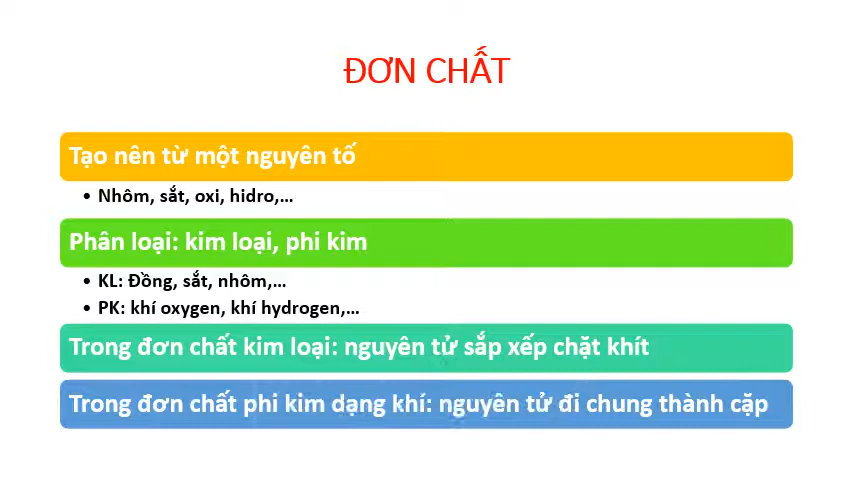 ĐƠN CHẤT
Tạo nên từ một nguyên tố
• Nhôm, sắt, oxi, hidro,...
Phân loại: kim loại, phi kim
• KL: Đồng, sắt, nhôm,...
• PK: khí oxygen, khí hydrogen,...
Trong đơn chất kim loại: nguyên tử sắp xếp chặt khít
Trong đơn chất phi kim dạng khí: nguyên tử đi chung thành cặp